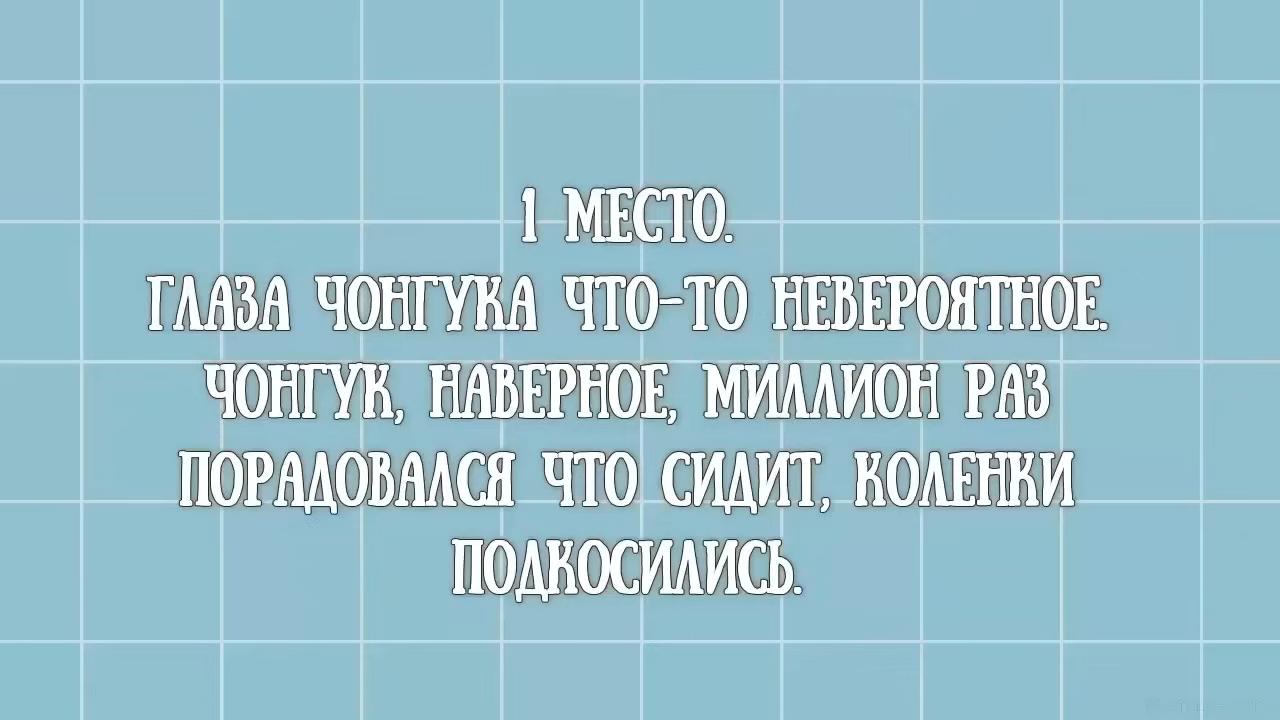 1 МЕСТО.
ГЛАЗА ЧОНГУКА ЧТО-ТО НЕВЕРОЯТНОЕ.
ЧОНГУК, НАВЕРНОЕ, МИЛЛИОН РАЗ
ПОРАДОВАЛСЯ ЧТО СИДИТ, КОЛЕНКИ
ПОДКОСИЛИСЬ.